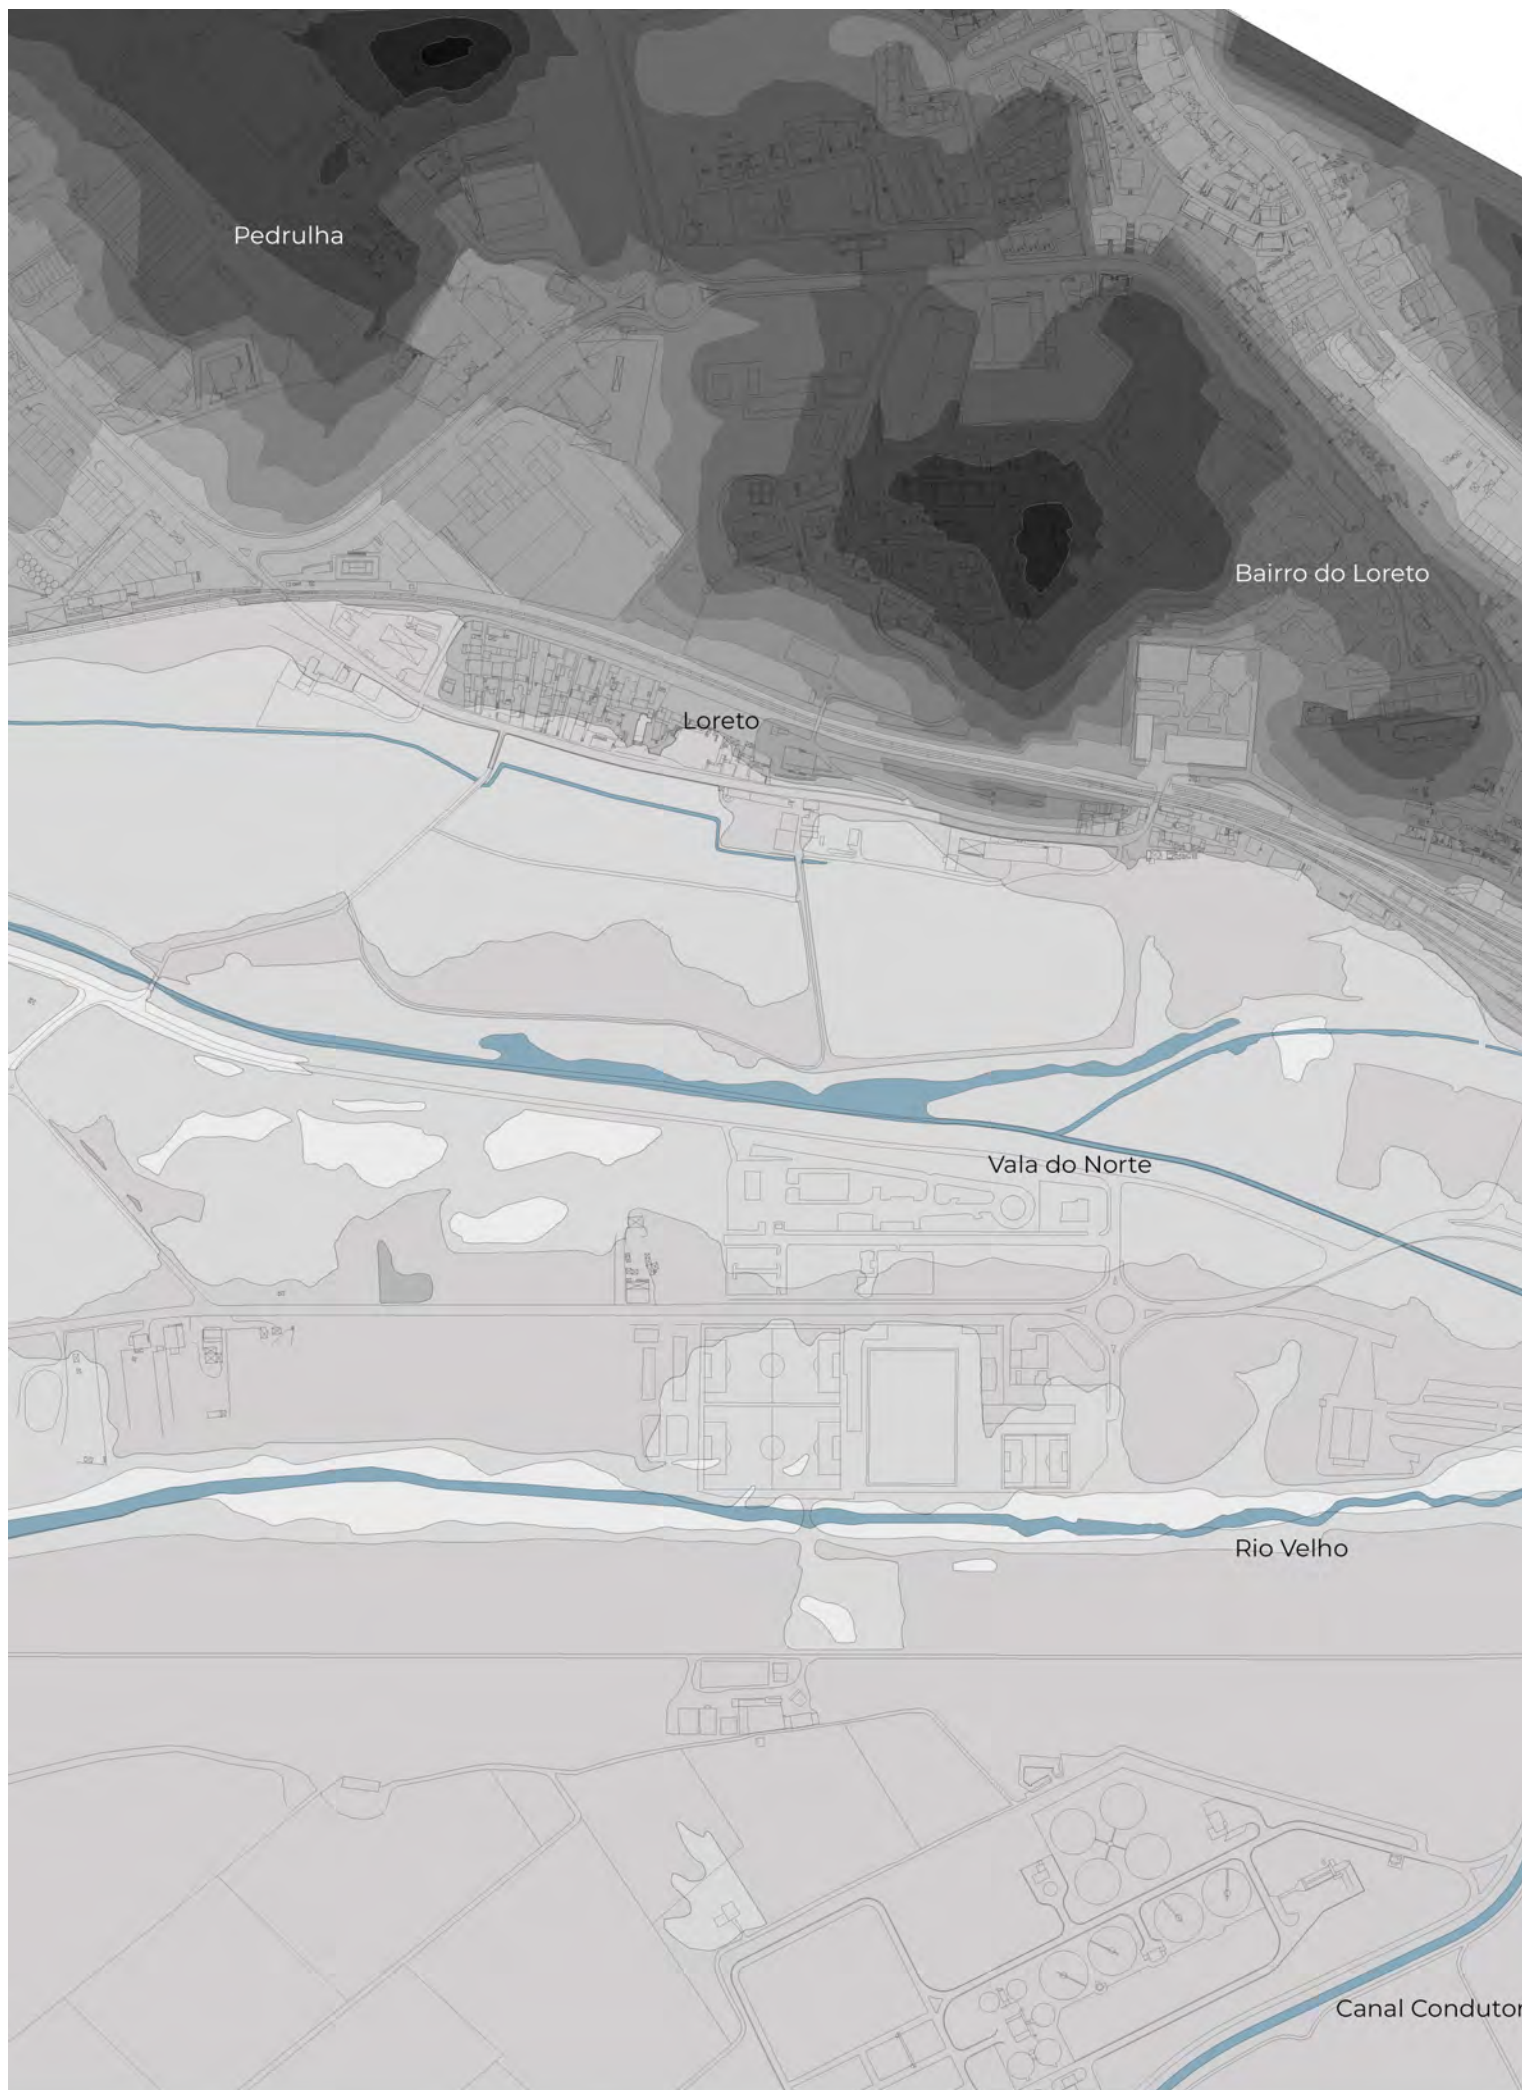 Pedrulha
Bairro do Loreto
Loreto
Vala do Norte
Rio Velho
Canal Condutor